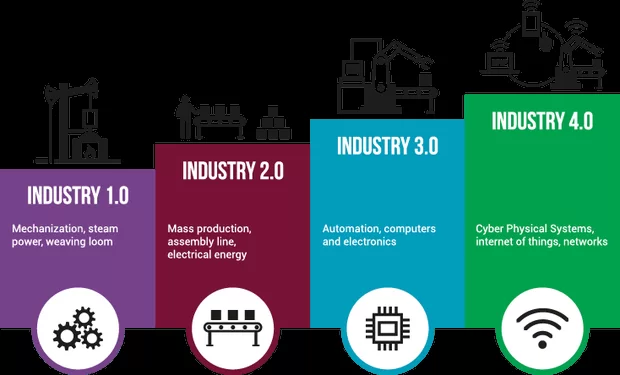 INDUSTRY 1.0
Mechanization, steam
power, weaving loom
INDUSTRY 2.0
Mass production,
assembly line,
electrical energy
INDUSTRY 3.0
Automation, computers
and electronics
INDUSTRY 4.0
Cyber Physical Systems,
internet of things, networks